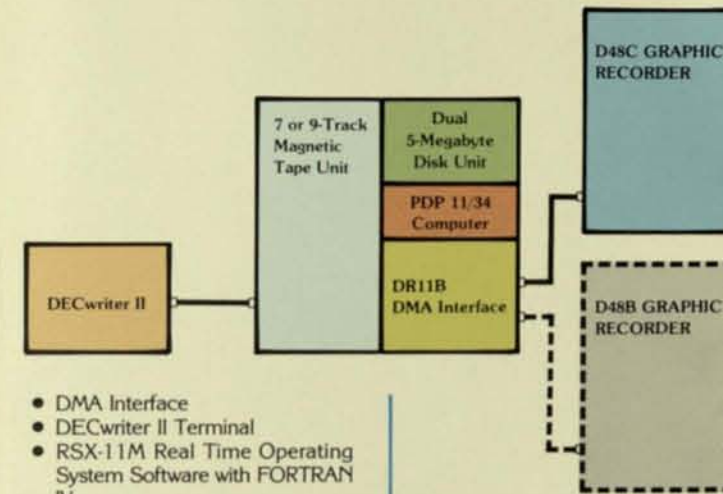 D48C GRAPHIC
RECORDER
7 or 9-Track
Magnetic
Tape Unit
Dual
5-Megabyte
Disk Unit
PDP 11/34
Computer
DECwriter II
DR11B
DMA Interface
D48B GRAPHIC
RECORDER
• DMA Interface
• DECwriter II Terminal
• RSX-11M Real Time Operating
System Software with FORTRAN